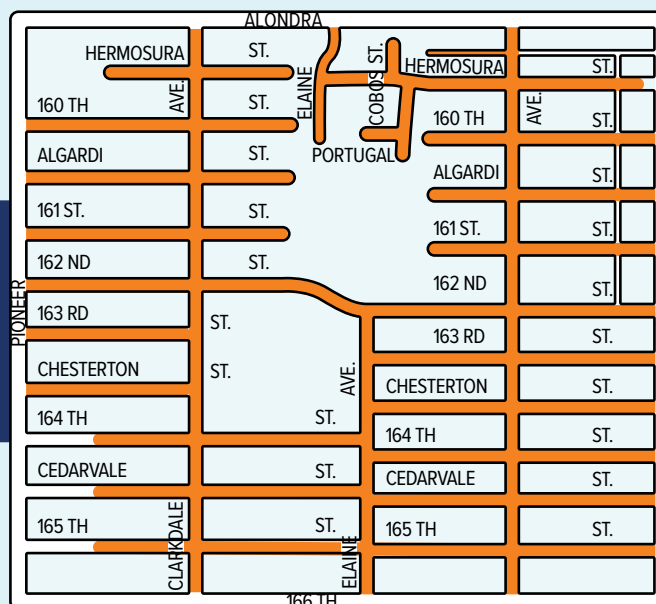 ALONDRA
HERMOSURA ST.
HERMOSURA ST.
AVE.
ELAINE
COBOS ST.
AVE.
160 TH ST.
160 TH ST.
PORTUGAL
ALGARDI ST.
ALGARDI ST.
161 ST. ST.
161 ST. ST.
162 ND ST.
162 ND ST.
PIONEER
163 RD ST.
163 RD ST.
CHESTERTON ST.
AVE.
CHESTERTON ST.
164 TH ST.
164 TH ST.
CEDARVALE ST.
CEDARVALE ST.
165 TH ST.
165 TH ST.
CLARKDALE
ELAINE
166 TH